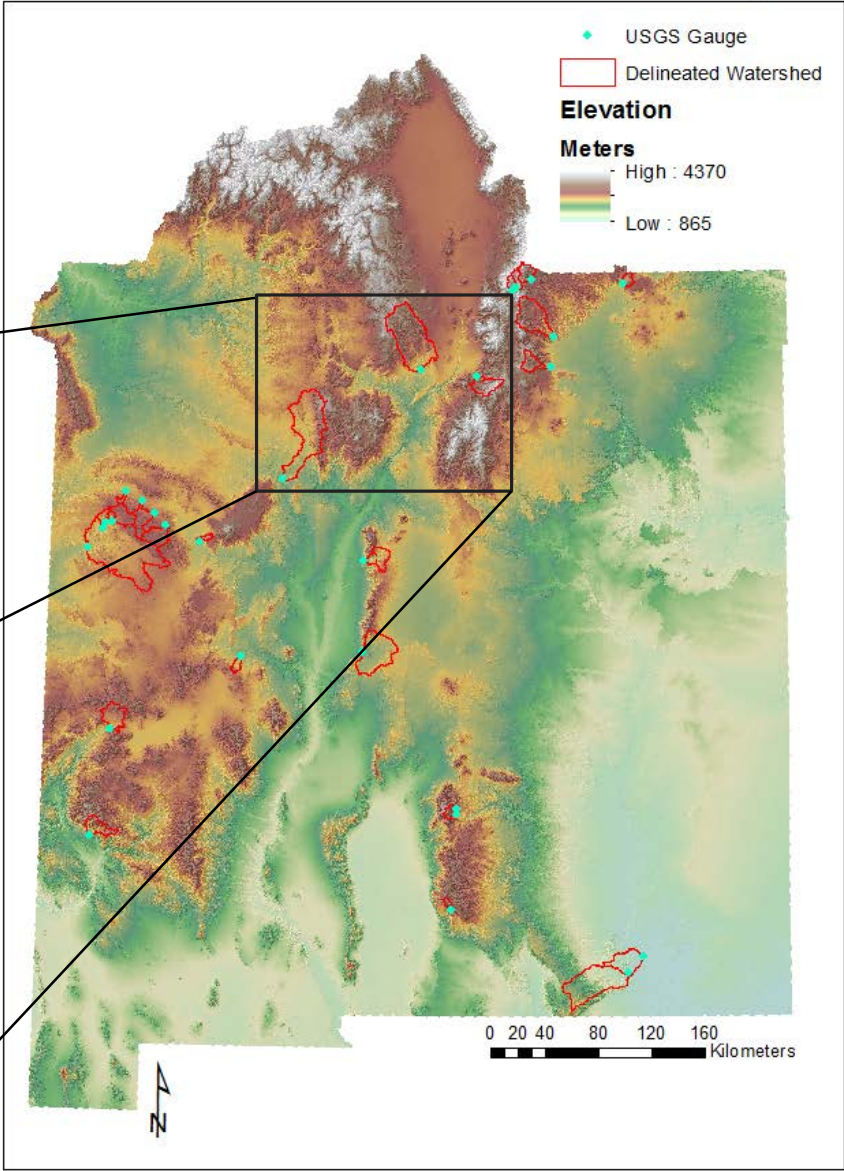 USGS Gauge
Delineated Watershed
Elevation
Meters
High : 4370
Low : 865
0 20 40 80 120 160
Kilometers
N